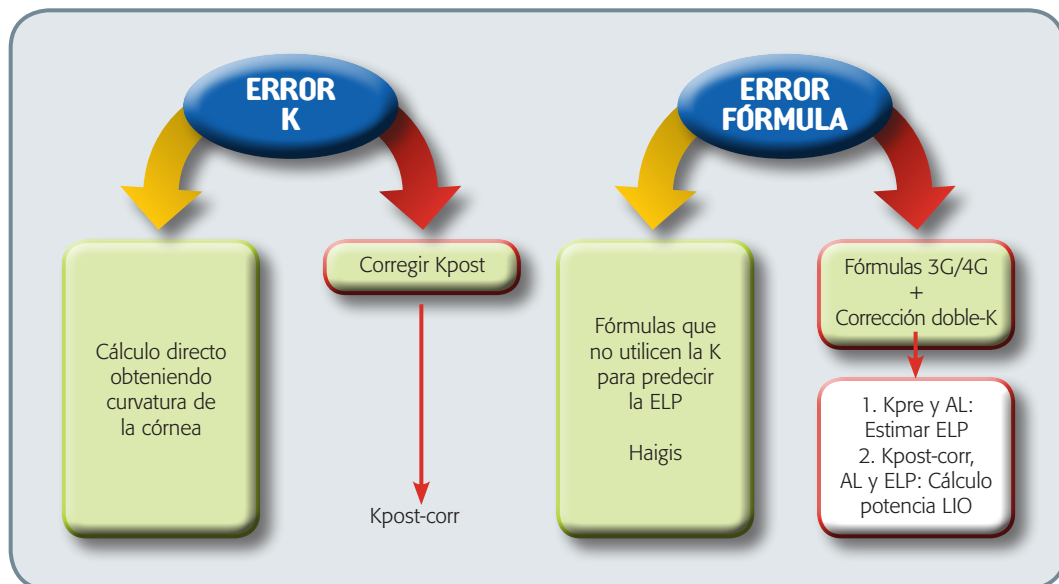 ERROR
K
Cálculo directo
obteniendo
curvatura de
la córnea
Corregir Kpost
Kpost-corr
ERROR
FÓRMULA
Fórmulas que
no utilicen la K
para predecir
la ELP
Haigis
Fórmulas 3G/4G
+
Corrección doble-K
1. Kpre y AL:
Estimar ELP
2. Kpost-corr,
AL y ELP: Cálculo
potencia LIO